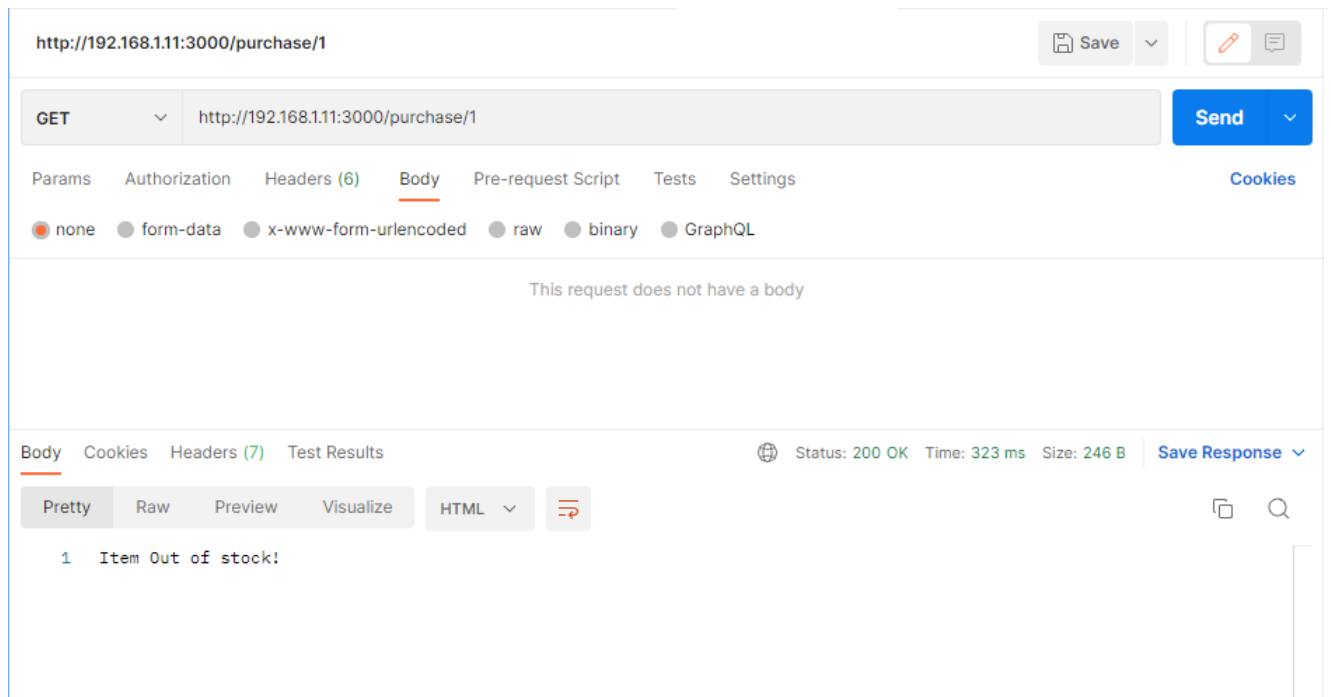 http://192.168.1.11:3000/purchase/1 Save
GET http://192.168.1.11:3000/purchase/1 Send
Params Authorization Headers (6) Body Pre-request Script Tests Settings Cookies
none form-data x-www-form-urlencoded raw binary GraphQL
This request does not have a body
Body Cookies Headers (7) Test Results Status: 200 OK Time: 323 ms Size: 246 B Save Response
Pretty Raw Preview Visualize HTML
1 Item Out of stock!